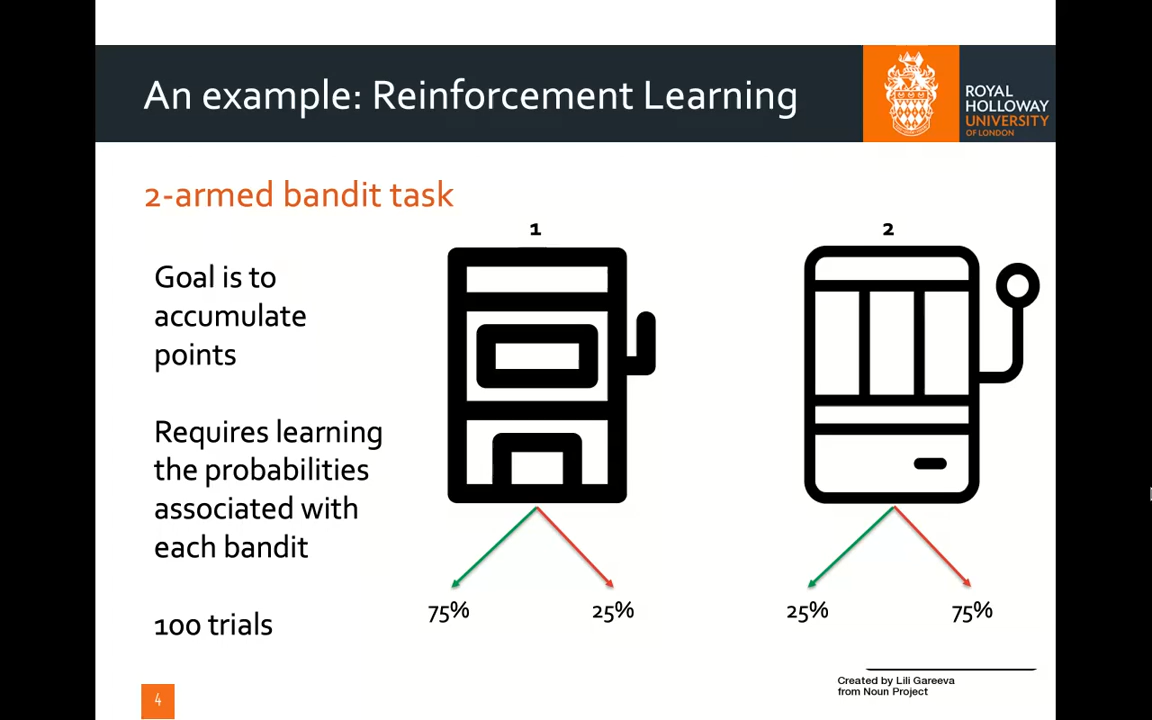 An example: Reinforcement Learning
ROYAL
HOLLOWAY
UNIVERSITY
OF LONDON
2-armed bandit task
Goal is to
accumulate
points
Requires learning
the probabilities
associated with
each bandit
100 trials
1
2
75%
25%
25%
75%
Created by Lili Gareeva
from Noun Project
4